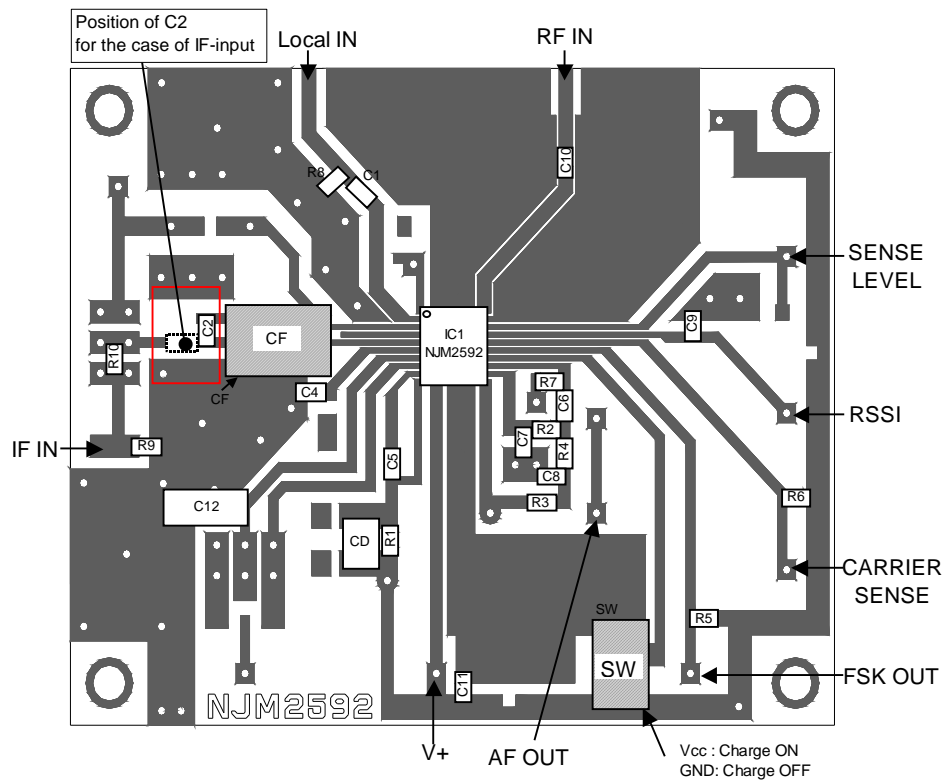 Position of C2
for the case of IF-input
Local IN
RF IN
R8
C1
C10
SENSE
LEVEL
C2
CF
IC1
NJM2592
C9
R10
CF
C4
R7
C6
RSSI
IF IN
R9
C5
C7
R2
R4
C8
C12
R3
R6
CD
R1
CARRIER
SENSE
SW
R5
SW
FSK OUT
C11
NJM2592
V+
AF OUT
Vcc : Charge ON
GND: Charge OFF